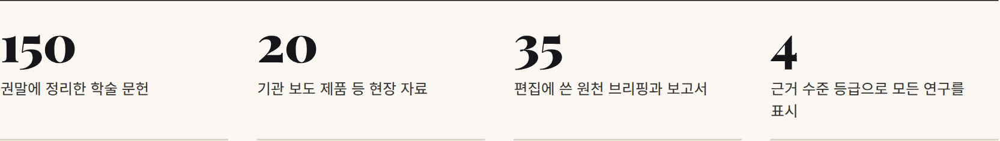 150
권말에 정리한 학술 문헌
20
기관 보도 제품 등 현장 자료
35
편집에 쓴 원천 브리핑과 보고서
4
근거 수준 등급으로 모든 연구를
표시